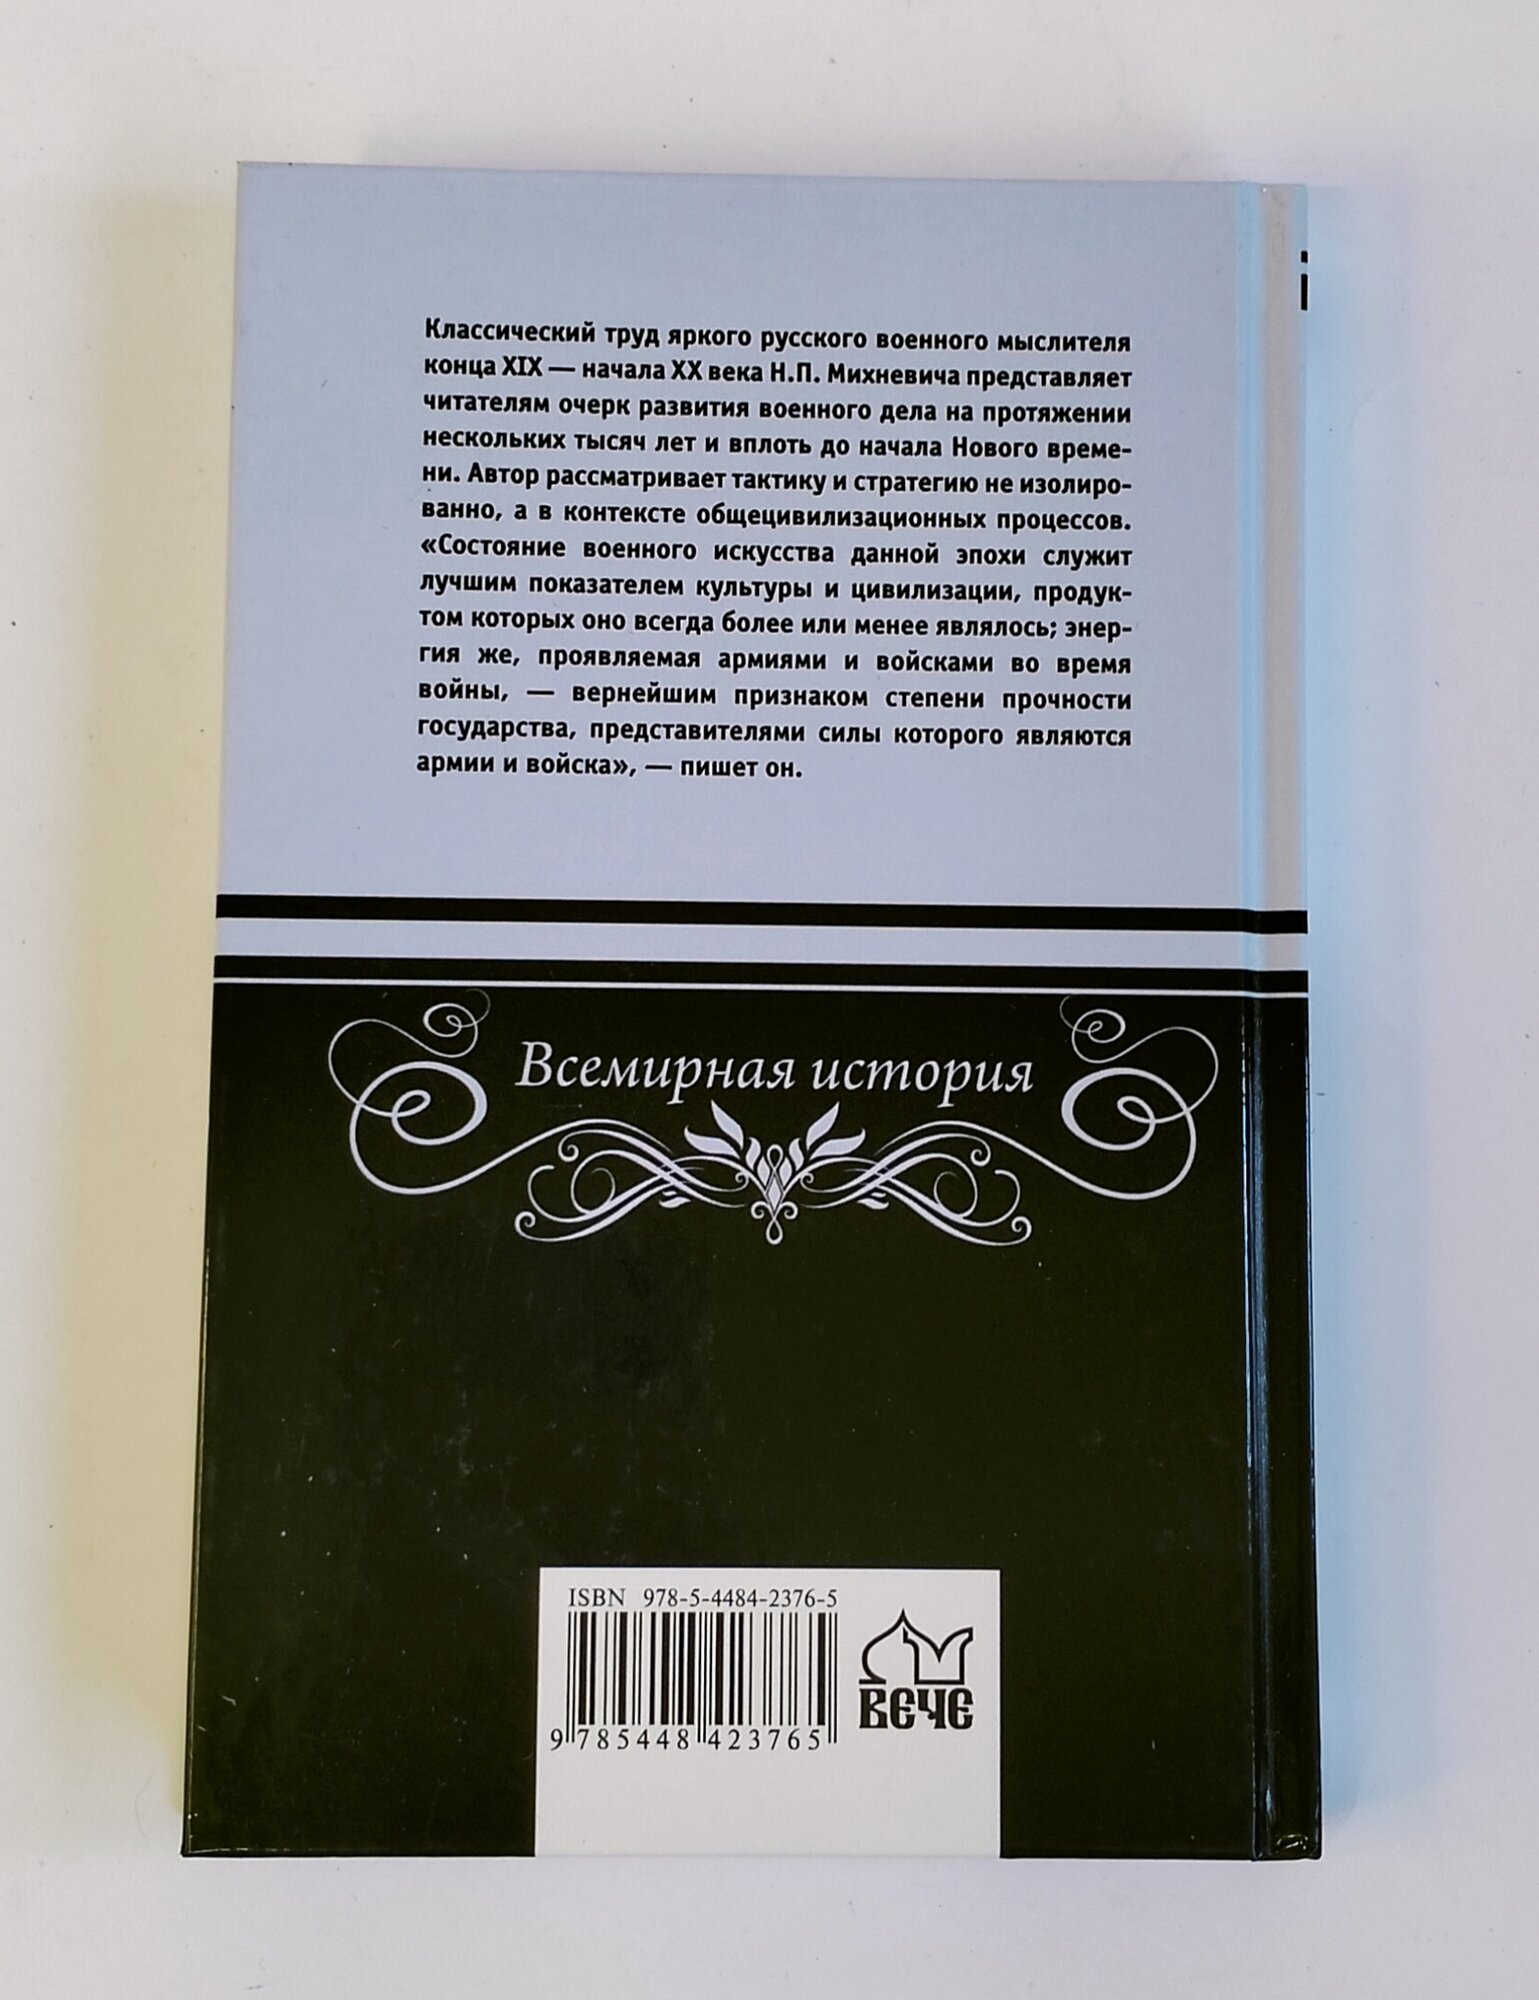 Классический труд яркого русского военного мыслителя
конца XIX — начала XX века Н.П. Михневича представляет
читателям очерк развития военного дела на протяжении
нескольких тысяч лет и вплоть до начала Нового време-
ни. Автор рассматривает тактику и стратегию не изолиро-
ванно, а в контексте общецивилизационных процессов.
«Состояние военного искусства данной эпохи служит
лучшим показателем культуры и цивилизации, продук-
том которых оно всегда более или менее являлось; энер-
гия же, проявляемая армиями и войсками во время
войны, — вернейшим признаком степени прочности
государства, представителями силы которого являются
армии и войска», — пишет он.
Всемирная история
ISBN 978-5-4484-2376-5
9 785448 423765
ВЕЧЕ